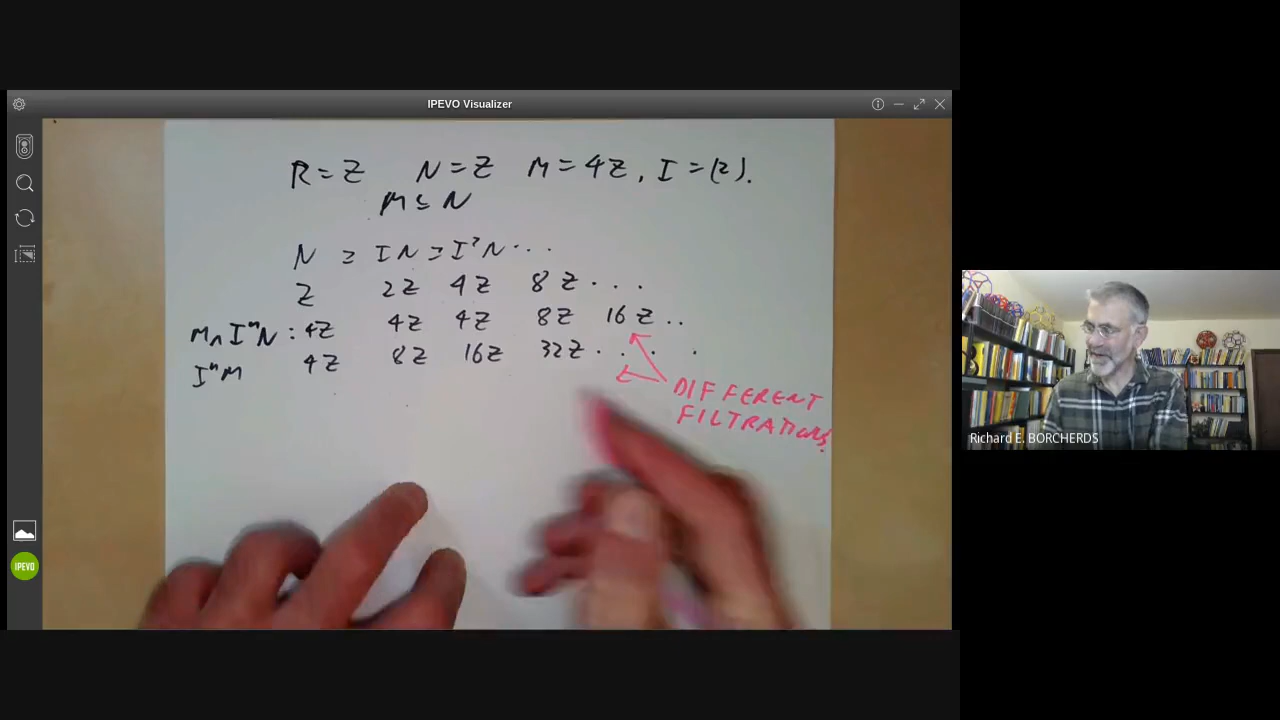 IPEVO Visualizer
R = Z N = Z M = 4Z, I = (2).
M ⊆ N
N ⊇ IN ⊇ I²N . . .
Z 2Z 4Z 8Z . . .
M ∩ IⁿN : 4Z 4Z 4Z 8Z 16Z . .
IⁿM 4Z 8Z 16Z 32Z . . . .
DIFFERENT
FILTRATIONS.
IPEVO
Richard E. BORCHERDS